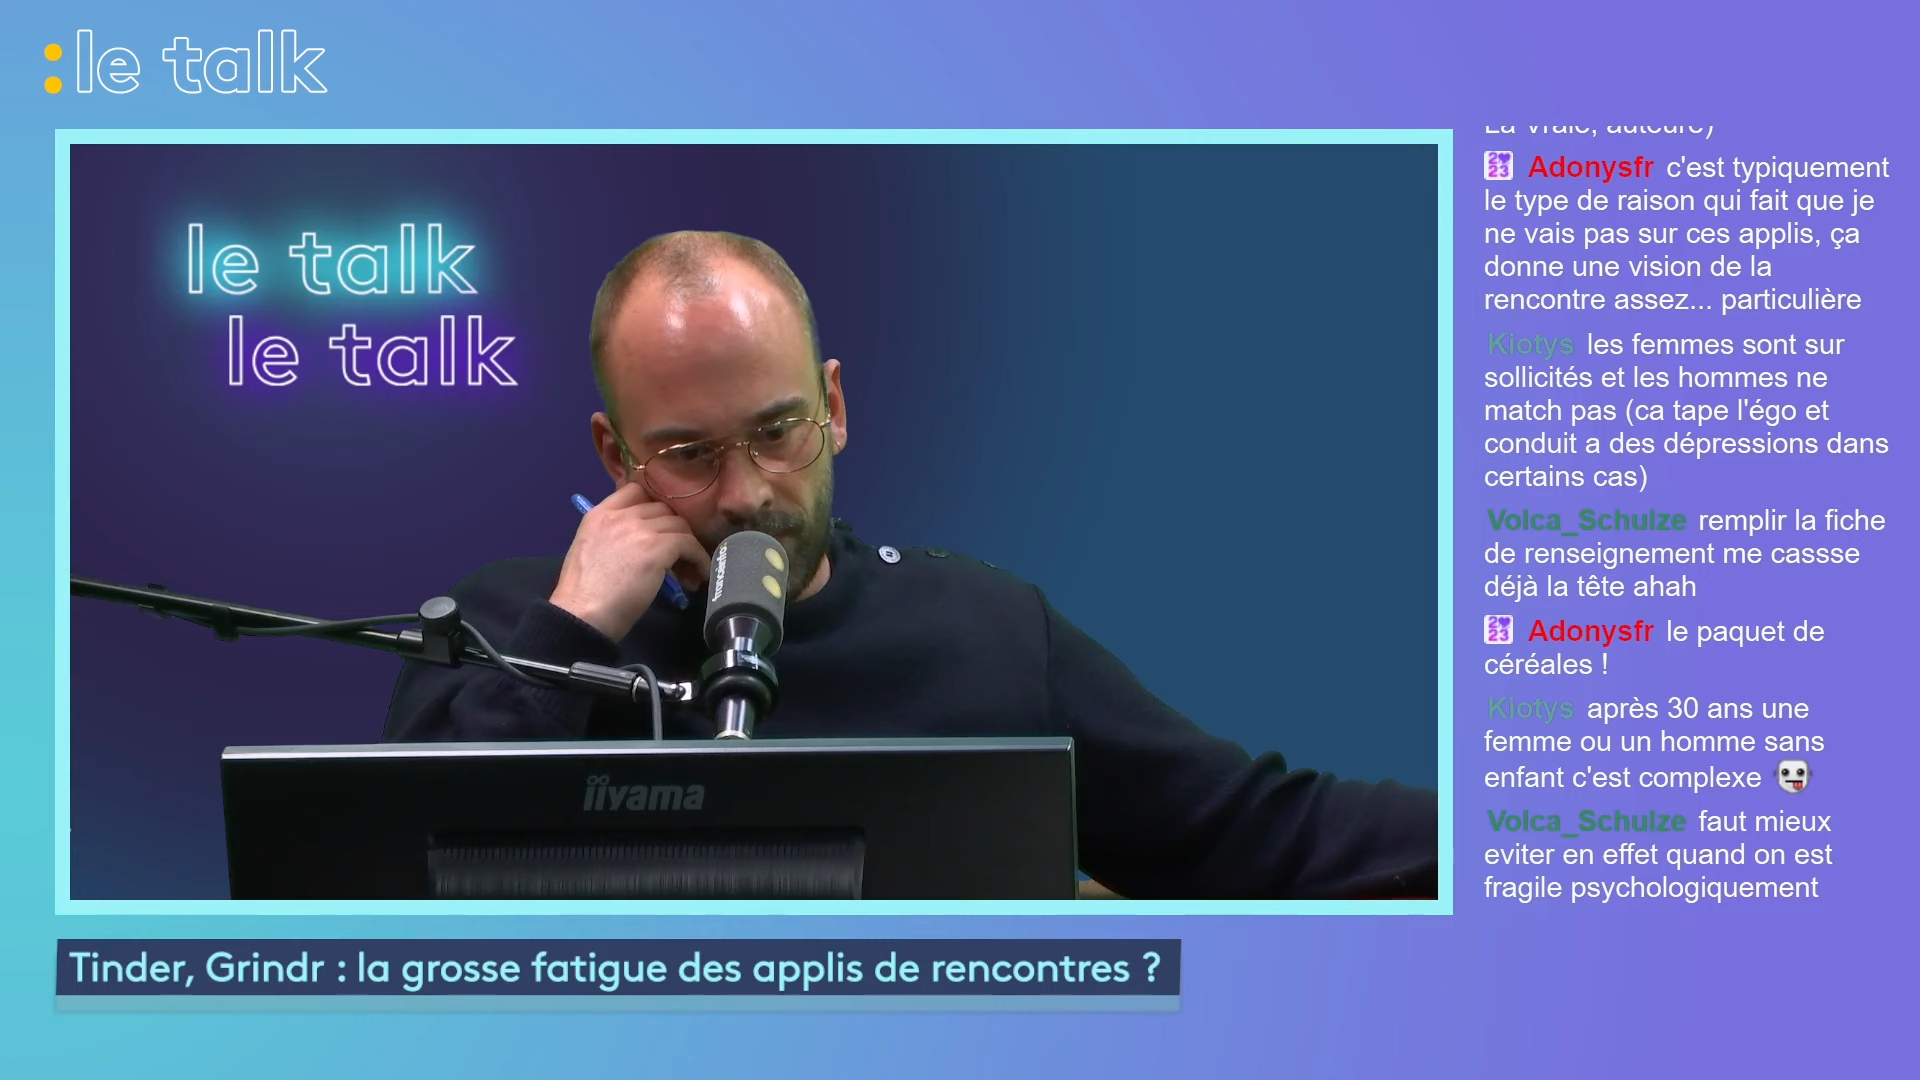 :le talk
le talk
le talk
franceinfo:
iiyama
Tinder, Grindr : la grosse fatigue des applis de rencontres ?
La Vraie, auteure)
Adonysfr c'est typiquement
le type de raison qui fait que je
ne vais pas sur ces applis, ça
donne une vision de la
rencontre assez... particulière
Kiotys les femmes sont sur
sollicités et les hommes ne
match pas (ca tape l'égo et
conduit a des dépressions dans
certains cas)
Volca_Schulze remplir la fiche
de renseignement me cassse
déjà la tête ahah
Adonysfr le paquet de
céréales !
Kiotys après 30 ans une
femme ou un homme sans
enfant c'est complexe
Volca_Schulze faut mieux
eviter en effet quand on est
fragile psychologiquement